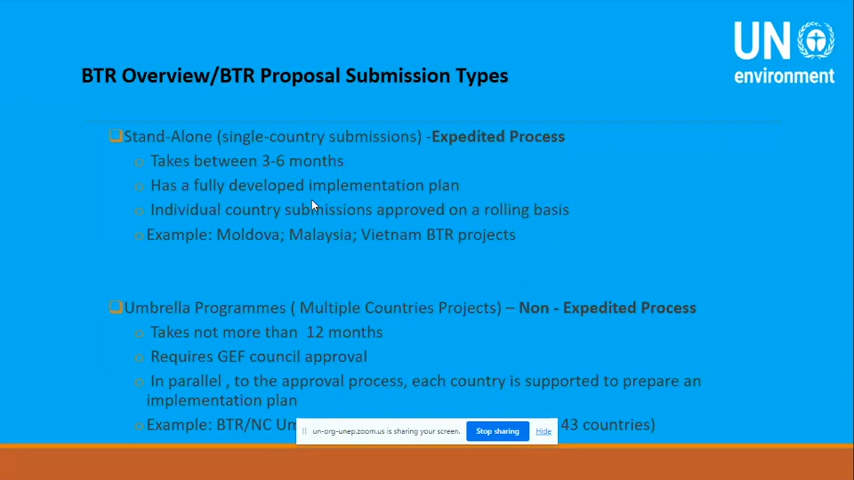 UN
environment
BTR Overview/BTR Proposal Submission Types
Stand-Alone (single-country submissions) -Expedited Process
Takes between 3-6 months
Has a fully developed implementation plan
Individual country submissions approved on a rolling basis
Example: Moldova; Malaysia; Vietnam BTR projects
Umbrella Programmes ( Multiple Countries Projects) – Non - Expedited Process
Takes not more than 12 months
Requires GEF council approval
In parallel , to the approval process, each country is supported to prepare an
implementation plan
Example: BTR/NC 43 countries)
un-org-unep.zoom.us is sharing your screen. Stop sharing Hide